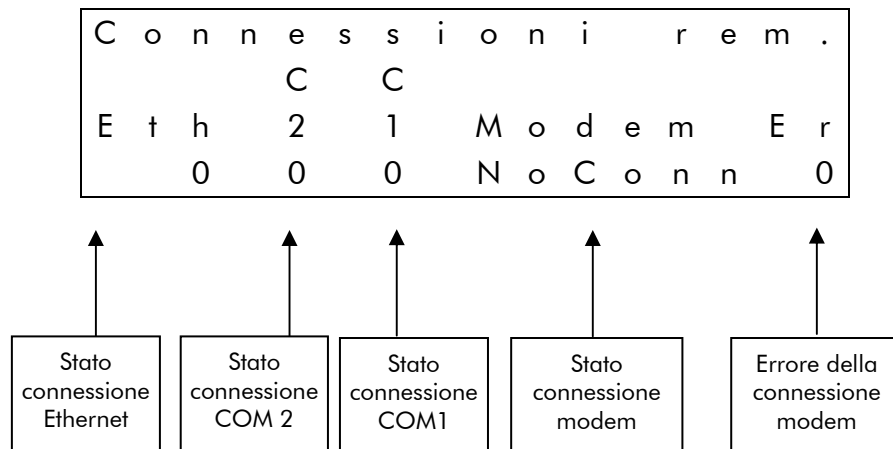 Connessioni rem.
C C
Eth 2 1 Modem Er
0 0 0 NoConn 0
Stato
connessione
Ethernet
Stato
connessione
COM 2
Stato
connessione
COM1
Stato
connessione
modem
Errore della
connessione
modem